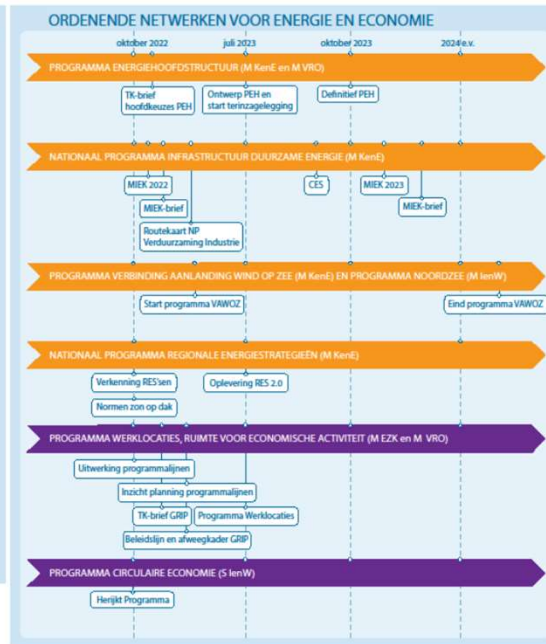 ORDENENDE NETWERKEN VOOR ENERGIE EN ECONOMIE
oktober 2022 juli 2023 oktober 2023 2024 e.v.
PROGRAMMA ENERGIEHOOFDSTRUCTUUR (M KenE en M VRO)
TK-brief
hoofdkeuzes PEH
Ontwerp PEH en
start terinzagelegging
Definitief PEH
NATIONAAL PROGRAMMA INFRASTRUCTUUR DUURZAME ENERGIE (M KenE)
MIEK 2022
CES
MIEK 2023
MIEK-brief
MIEK-brief
Routekaart NP
Verduurzaming Industrie
PROGRAMMA VERBINDING AANLANDING WIND OP ZEE (M KenE) EN PROGRAMMA NOORDZEE (M IenW)
Start programma VAWOZ
Eind programma VAWOZ
NATIONAAL PROGRAMMA REGIONALE ENERGIESTRATEGIEËN (M KenE)
Verkenning RES'sen
Oplevering RES 2.0
Normen zon op dak
PROGRAMMA WERKLOCATIES, RUIMTE VOOR ECONOMISCHE ACTIVITEIT (M EZK en M VRO)
Uitwerking programmalijnen
Inzicht planning programmalijnen
TK-brief GRIP
Programma Werklocaties
Beleidslijn en afweegkader GRIP
PROGRAMMA CIRCULAIRE ECONOMIE (S IenW)
Herijkt Programma